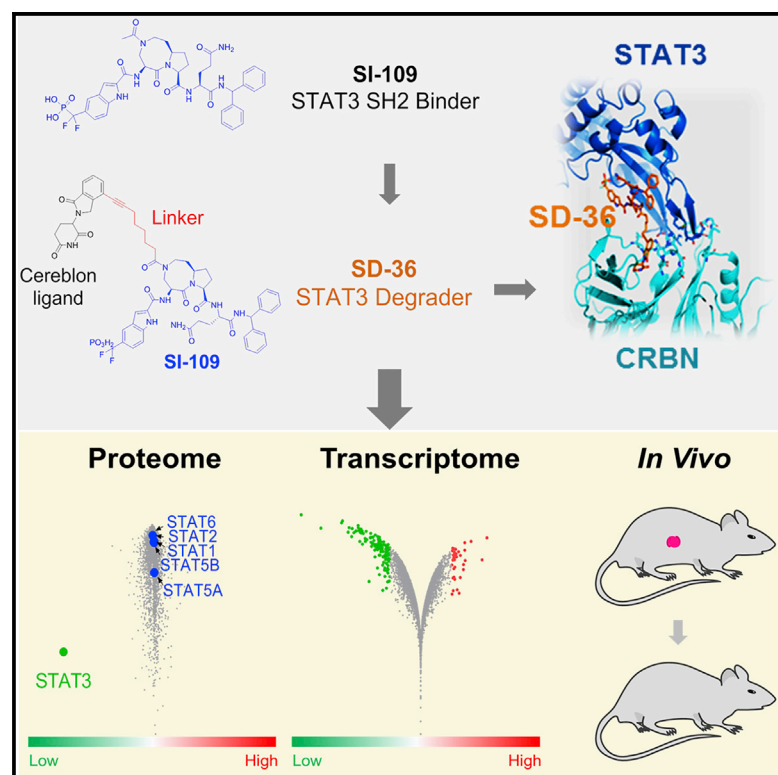 SI-109
STAT3 SH2 Binder
STAT3
SD-36
CRBN
Linker
Cereblon
ligand
SD-36
STAT3 Degrader
SI-109
Proteome
Transcriptome
In Vivo
STAT6
STAT2
STAT1
STAT5B
STAT5A
STAT3
Low
High
Low
High